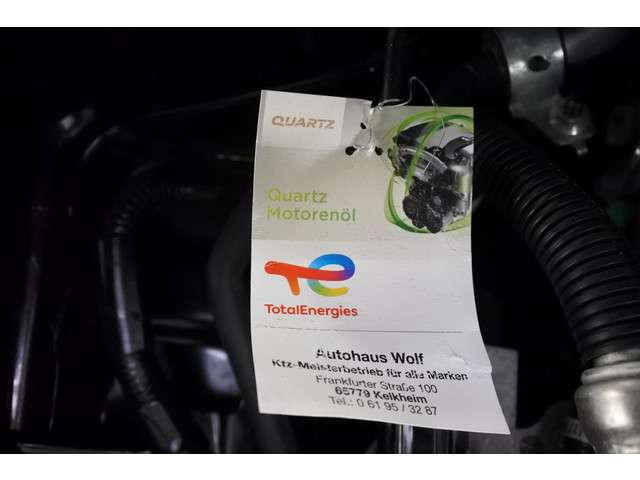 QUARTZ
Quartz
Motorenöl
TotalEnergies
Autohaus Wolf
Kfz-Meisterbetrieb für alle Marken
Frankfurter Straße 100
65779 Kelkheim
Tel.: 0 61 95 / 32 87